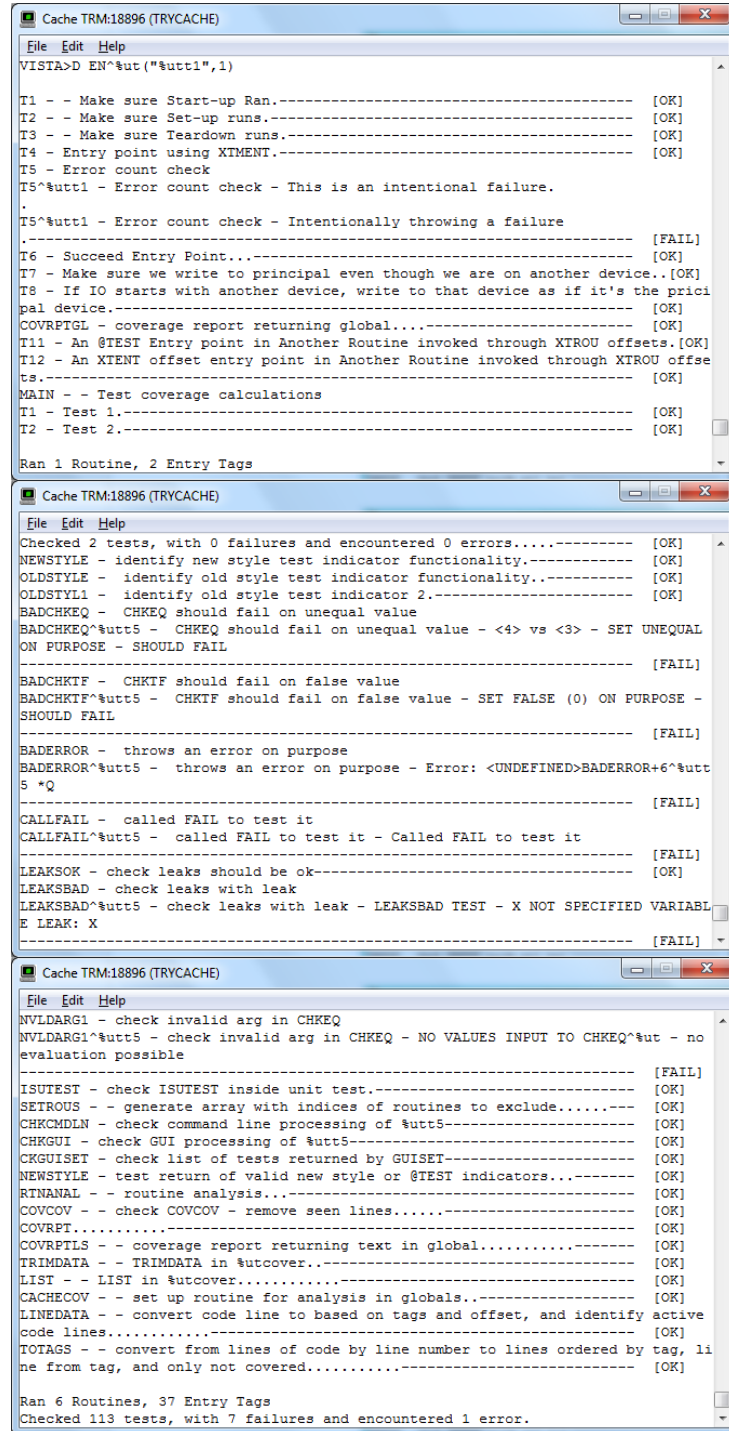 Cache TRM:18896 (TRYCACHE)
File Edit Help
VISTA>D EN^%ut("%utt1",1)
T1 - - Make sure Start-up Ran.----------------------------------------- [OK]
T2 - - Make sure Set-up runs.------------------------------------------ [OK]
T3 - - Make sure Teardown runs.---------------------------------------- [OK]
T4 - Entry point using XTMENT.----------------------------------------- [OK]
T5 - Error count check
T5^%utt1 - Error count check - This is an intentional failure.
.
T5^%utt1 - Error count check - Intentionally throwing a failure
.---------------------------------------------------------------------- [FAIL]
T6 - Succeed Entry Point...-------------------------------------------- [OK]
T7 - Make sure we write to principal even though we are on another device..[OK]
T8 - If IO starts with another device, write to that device as if it's the prici
pal device.------------------------------------------------------------ [OK]
COVRPTGL - coverage report returning global....------------------------ [OK]
T11 - An @TEST Entry point in Another Routine invoked through XTROU offsets.[OK]
T12 - An XTENT offset entry point in Another Routine invoked through XTROU offse
ts.-------------------------------------------------------------------- [OK]
MAIN - - Test coverage calculations
T1 - Test 1.----------------------------------------------------------- [OK]
T2 - Test 2.----------------------------------------------------------- [OK]
Ran 1 Routine, 2 Entry Tags
Cache TRM:18896 (TRYCACHE)
File Edit Help
Checked 2 tests, with 0 failures and encountered 0 errors.....--------- [OK]
NEWSTYLE - identify new style test indicator functionality.------------ [OK]
OLDSTYLE -  identify old style test indicator functionality..---------- [OK]
OLDSTYL1 -  identify old style test indicator 2.----------------------- [OK]
BADCHKEQ -  CHKEQ should fail on unequal value
BADCHKEQ^%utt5 -  CHKEQ should fail on unequal value - <4> vs <3> - SET UNEQUAL
ON PURPOSE - SHOULD FAIL
----------------------------------------------------------------------- [FAIL]
BADCHKTF -  CHKTF should fail on false value
BADCHKTF^%utt5 -  CHKTF should fail on false value - SET FALSE (0) ON PURPOSE -
SHOULD FAIL
----------------------------------------------------------------------- [FAIL]
BADERROR -  throws an error on purpose
BADERROR^%utt5 -  throws an error on purpose - Error: <UNDEFINED>BADERROR+6^%utt
5 *Q
----------------------------------------------------------------------- [FAIL]
CALLFAIL -  called FAIL to test it
CALLFAIL^%utt5 -  called FAIL to test it - Called FAIL to test it
----------------------------------------------------------------------- [FAIL]
LEAKSOK - check leaks should be ok------------------------------------- [OK]
LEAKSBAD - check leaks with leak
LEAKSBAD^%utt5 - check leaks with leak - LEAKSBAD TEST - X NOT SPECIFIED VARIABL
E LEAK: X
----------------------------------------------------------------------- [FAIL]
Cache TRM:18896 (TRYCACHE)
File Edit Help
NVLDARG1 - check invalid arg in CHKEQ
NVLDARG1^%utt5 - check invalid arg in CHKEQ - NO VALUES INPUT TO CHKEQ^%ut - no
evaluation possible
----------------------------------------------------------------------- [FAIL]
ISUTEST - check ISUTEST inside unit test.------------------------------ [OK]
SETROUS - - generate array with indices of routines to exclude......--- [OK]
CHKCMDLN - check command line processing of %utt5---------------------- [OK]
CHKGUI - check GUI processing of %utt5--------------------------------- [OK]
CKGUISET - check list of tests returned by GUISET---------------------- [OK]
NEWSTYLE - test return of valid new style or @TEST indicators...------- [OK]
RTNANAL - - routine analysis...---------------------------------------- [OK]
COVCOV - - check COVCOV - remove seen lines......---------------------- [OK]
COVRPT...........------------------------------------------------------ [OK]
COVRPTLS - - coverage report returning text in global...........------- [OK]
TRIMDATA - - TRIMDATA in %utcover..------------------------------------ [OK]
LIST - - LIST in %utcover............---------------------------------- [OK]
CACHECOV - - set up routine for analysis in globals..------------------ [OK]
LINEDATA - - convert code line to based on tags and offset, and identify active
code lines............------------------------------------------------- [OK]
TOTAGS - - convert from lines of code by line number to lines ordered by tag, li
ne from tag, and only not covered...........--------------------------- [OK]
Ran 6 Routines, 37 Entry Tags
Checked 113 tests, with 7 failures and encountered 1 error.